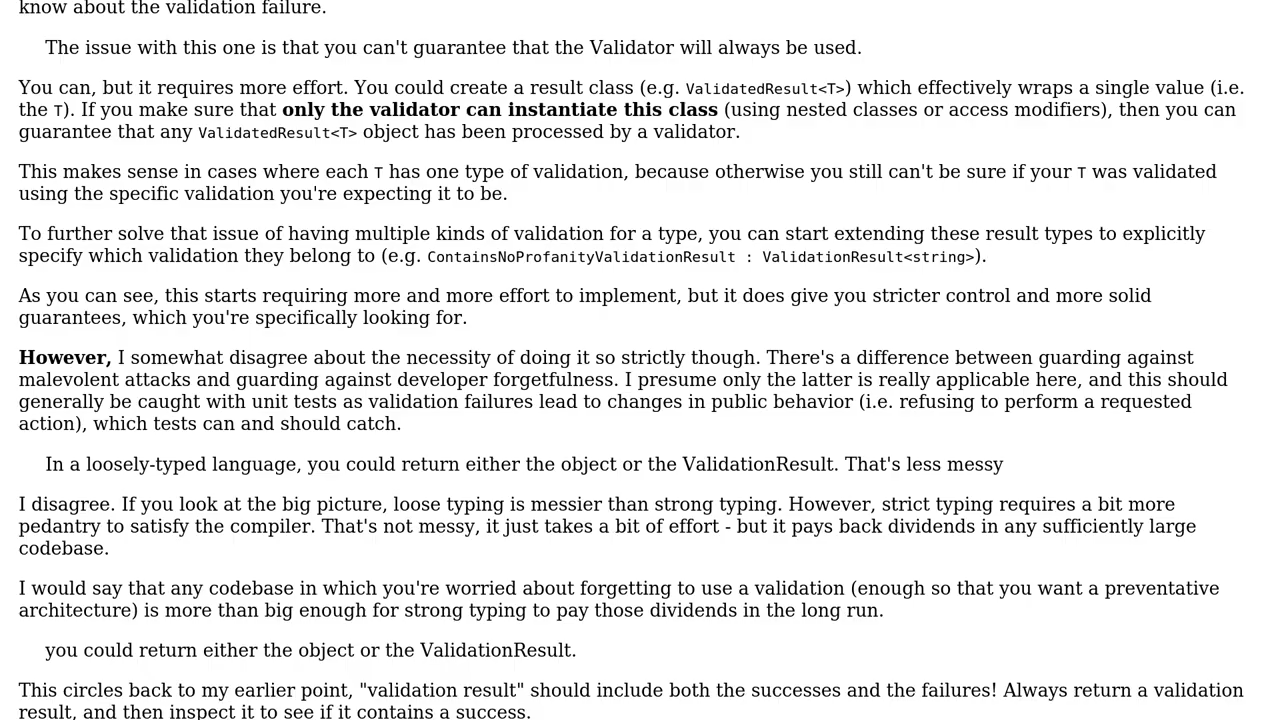 know about the validation failure.
The issue with this one is that you can't guarantee that the Validator will always be used.
You can, but it requires more effort. You could create a result class (e.g. ValidatedResult<T>) which effectively wraps a single value (i.e.
the T). If you make sure that only the validator can instantiate this class (using nested classes or access modifiers), then you can
guarantee that any ValidatedResult<T> object has been processed by a validator.
This makes sense in cases where each T has one type of validation, because otherwise you still can't be sure if your T was validated
using the specific validation you're expecting it to be.
To further solve that issue of having multiple kinds of validation for a type, you can start extending these result types to explicitly
specify which validation they belong to (e.g. ContainsNoProfanityValidationResult : ValidationResult<string>).
As you can see, this starts requiring more and more effort to implement, but it does give you stricter control and more solid
guarantees, which you're specifically looking for.
However, I somewhat disagree about the necessity of doing it so strictly though. There's a difference between guarding against
malevolent attacks and guarding against developer forgetfulness. I presume only the latter is really applicable here, and this should
generally be caught with unit tests as validation failures lead to changes in public behavior (i.e. refusing to perform a requested
action), which tests can and should catch.
In a loosely-typed language, you could return either the object or the ValidationResult. That's less messy
I disagree. If you look at the big picture, loose typing is messier than strong typing. However, strict typing requires a bit more
pedantry to satisfy the compiler. That's not messy, it just takes a bit of effort - but it pays back dividends in any sufficiently large
codebase.
I would say that any codebase in which you're worried about forgetting to use a validation (enough so that you want a preventative
architecture) is more than big enough for strong typing to pay those dividends in the long run.
you could return either the object or the ValidationResult.
This circles back to my earlier point, "validation result" should include both the successes and the failures! Always return a validation
result, and then inspect it to see if it contains a success.